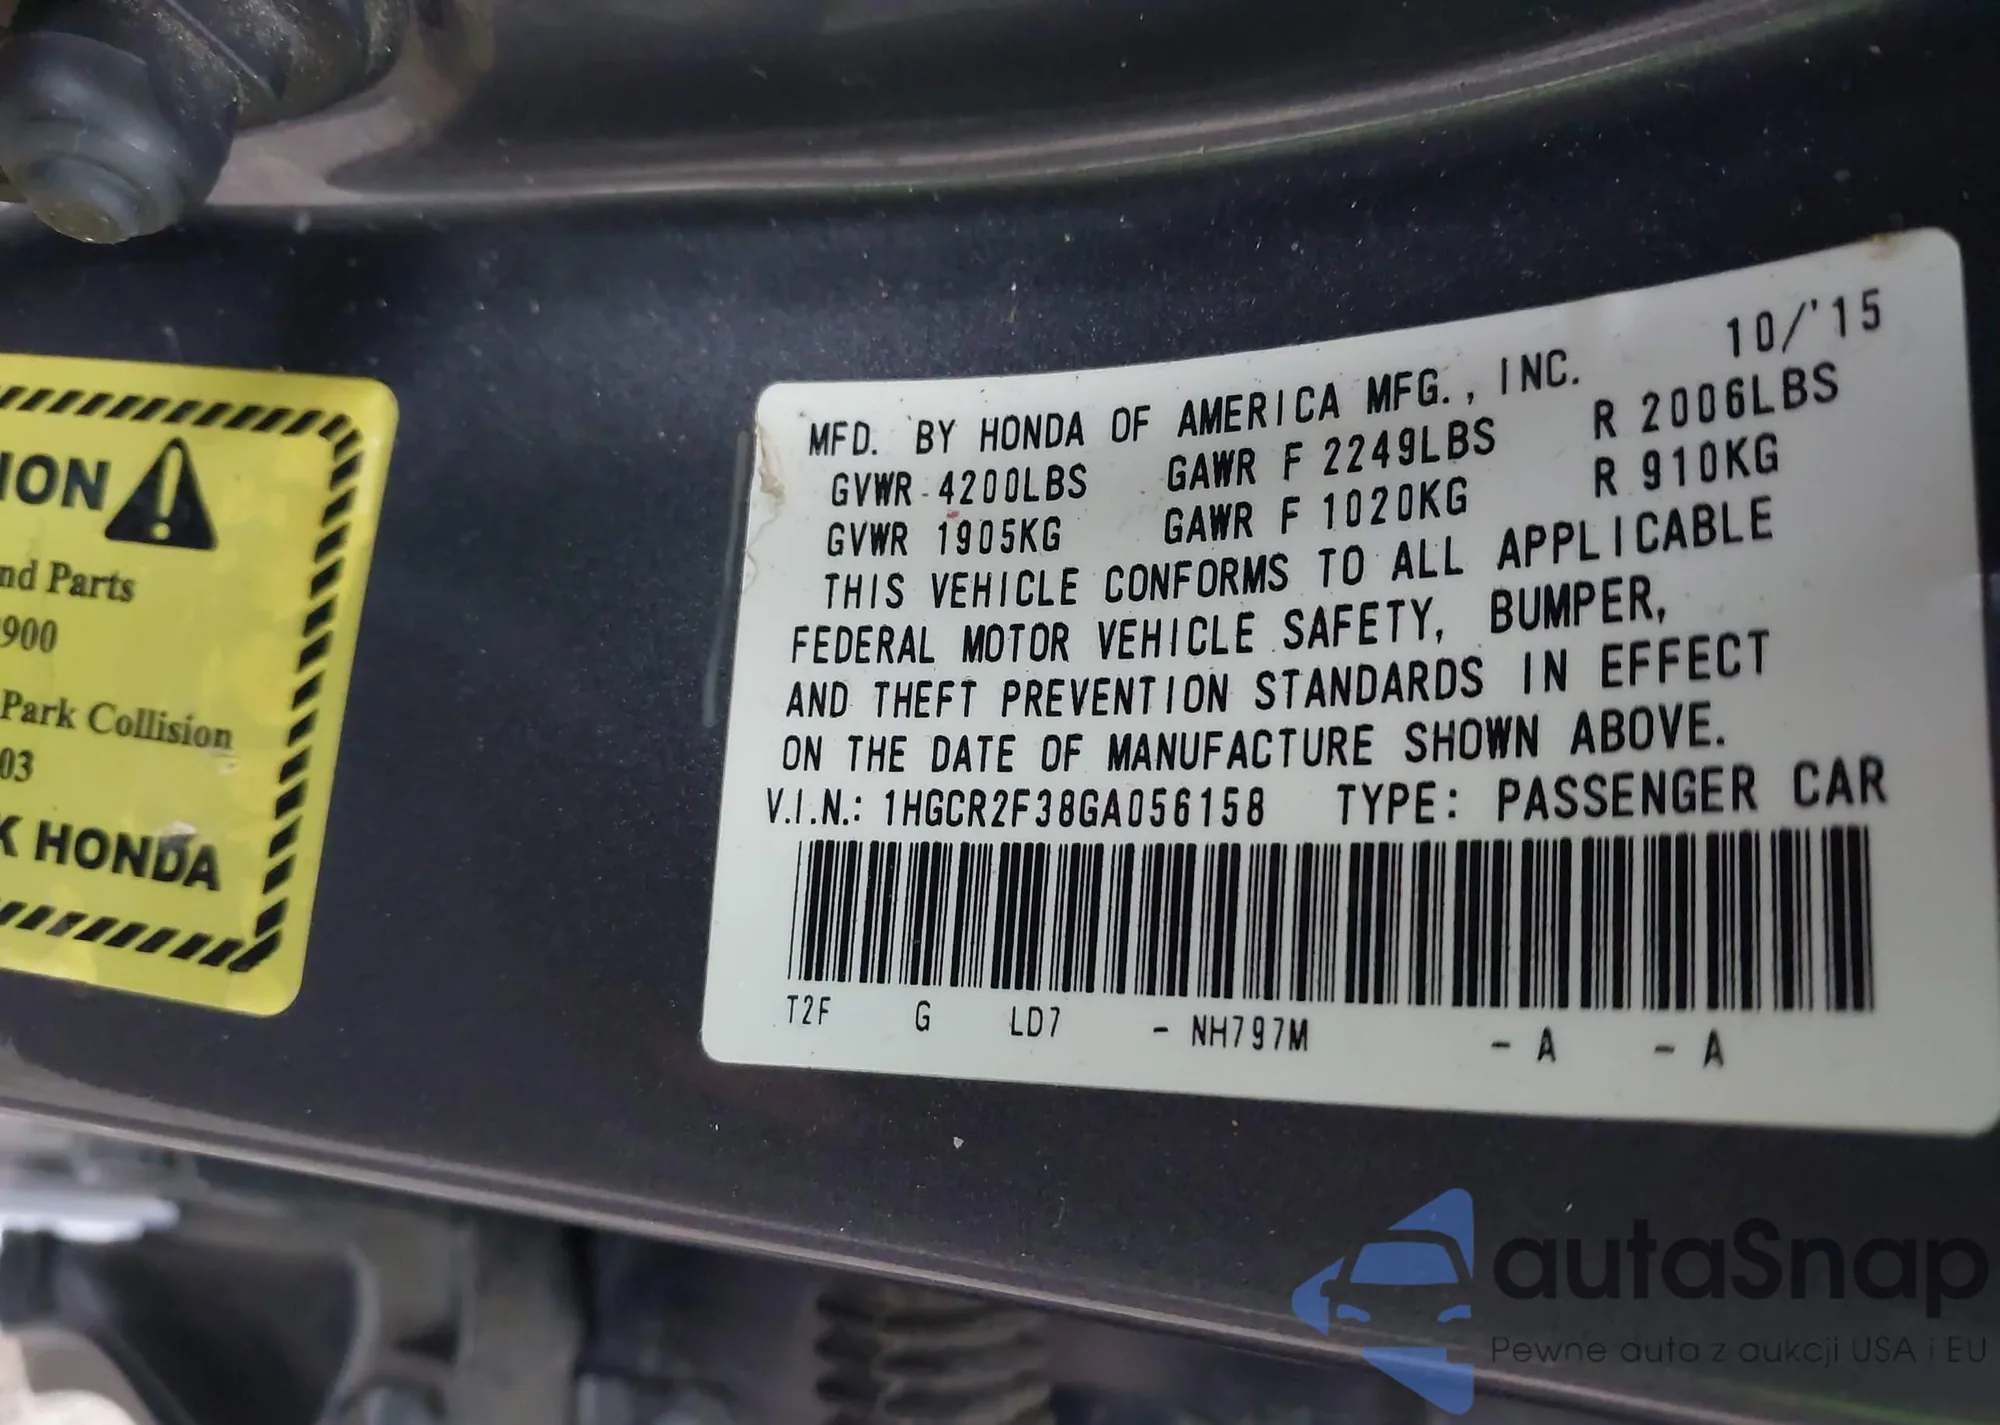 ION
nd Parts
900
Park Collision
03
K HONDA
10/'15
MFD. BY HONDA OF AMERICA MFG., INC.
GVWR 4200LBS GAWR F 2249LBS R 2006LBS
GVWR 1905KG GAWR F 1020KG R 910KG
THIS VEHICLE CONFORMS TO ALL APPLICABLE
FEDERAL MOTOR VEHICLE SAFETY, BUMPER,
AND THEFT PREVENTION STANDARDS IN EFFECT
ON THE DATE OF MANUFACTURE SHOWN ABOVE.
V.I.N.: 1HGCR2F38GA056158 TYPE: PASSENGER CAR
T2F G LD7 - NH797M - A - A
autaSnap
Pewne auta z aukcji USA i EU